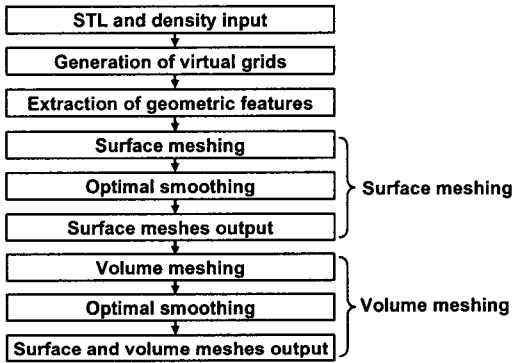 STL and density input
Generation of virtual grids
Extraction of geometric features
Surface meshing
Optimal smoothing
Surface meshes output
Surface meshing
Volume meshing
Optimal smoothing
Surface and volume meshes output
Volume meshing